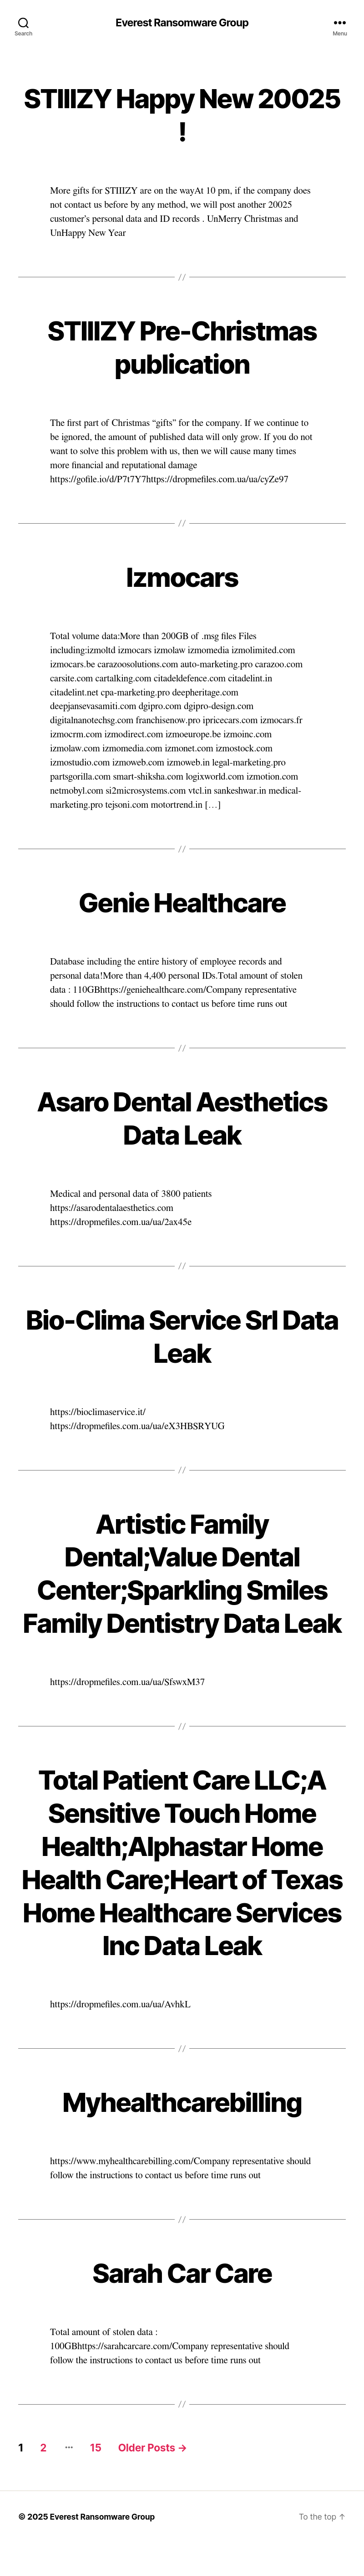 Search
Everest Ransomware Group
Menu
STIIIZY Happy New 20025
!
More gifts for STIIIZY are on the wayAt 10 pm, if the company does
not contact us before by any method, we will post another 20025
customer's personal data and ID records . UnMerry Christmas and
UnHappy New Year
//
STIIIZY Pre-Christmas
publication
The first part of Christmas “gifts” for the company. If we continue to
be ignored, the amount of published data will only grow. If you do not
want to solve this problem with us, then we will cause many times
more financial and reputational damage
https://gofile.io/d/P7t7Y7https://dropmefiles.com.ua/ua/cyZe97
//
Izmocars
Total volume data:More than 200GB of .msg files Files
including:izmoltd izmocars izmolaw izmomedia izmolimited.com
izmocars.be carazoosolutions.com auto-marketing.pro carazoo.com
carsite.com cartalking.com citadeldefence.com citadelint.in
citadelint.net cpa-marketing.pro deepheritage.com
deepjansevasamiti.com dgipro.com dgipro-design.com
digitalnanotechsg.com franchisenow.pro ipricecars.com izmocars.fr
izmocrm.com izmodirect.com izmoeurope.be izmoinc.com
izmolaw.com izmomedia.com izmonet.com izmostock.com
izmostudio.com izmoweb.com izmoweb.in legal-marketing.pro
partsgorilla.com smart-shiksha.com logixworld.com izmotion.com
netmobyl.com si2microsystems.com vtcl.in sankeshwar.in medical-
marketing.pro tejsoni.com motortrend.in […]
//
Genie Healthcare
Database including the entire history of employee records and
personal data!More than 4,400 personal IDs.Total amount of stolen
data : 110GBhttps://geniehealthcare.com/Company representative
should follow the instructions to contact us before time runs out
//
Asaro Dental Aesthetics
Data Leak
Medical and personal data of 3800 patients
https://asarodentalaesthetics.com
https://dropmefiles.com.ua/ua/2ax45e
//
Bio-Clima Service Srl Data
Leak
https://bioclimaservice.it/
https://dropmefiles.com.ua/ua/eX3HBSRYUG
//
Artistic Family
Dental;Value Dental
Center;Sparkling Smiles
Family Dentistry Data Leak
https://dropmefiles.com.ua/ua/SfswxM37
//
Total Patient Care LLC;A
Sensitive Touch Home
Health;Alphastar Home
Health Care;Heart of Texas
Home Healthcare Services
Inc Data Leak
https://dropmefiles.com.ua/ua/AvhkL
//
Myhealthcarebilling
https://www.myhealthcarebilling.com/Company representative should
follow the instructions to contact us before time runs out
//
Sarah Car Care
Total amount of stolen data :
100GBhttps://sarahcarcare.com/Company representative should
follow the instructions to contact us before time runs out
//
1 2 … 15 Older Posts →
© 2025 Everest Ransomware Group
To the top ↑